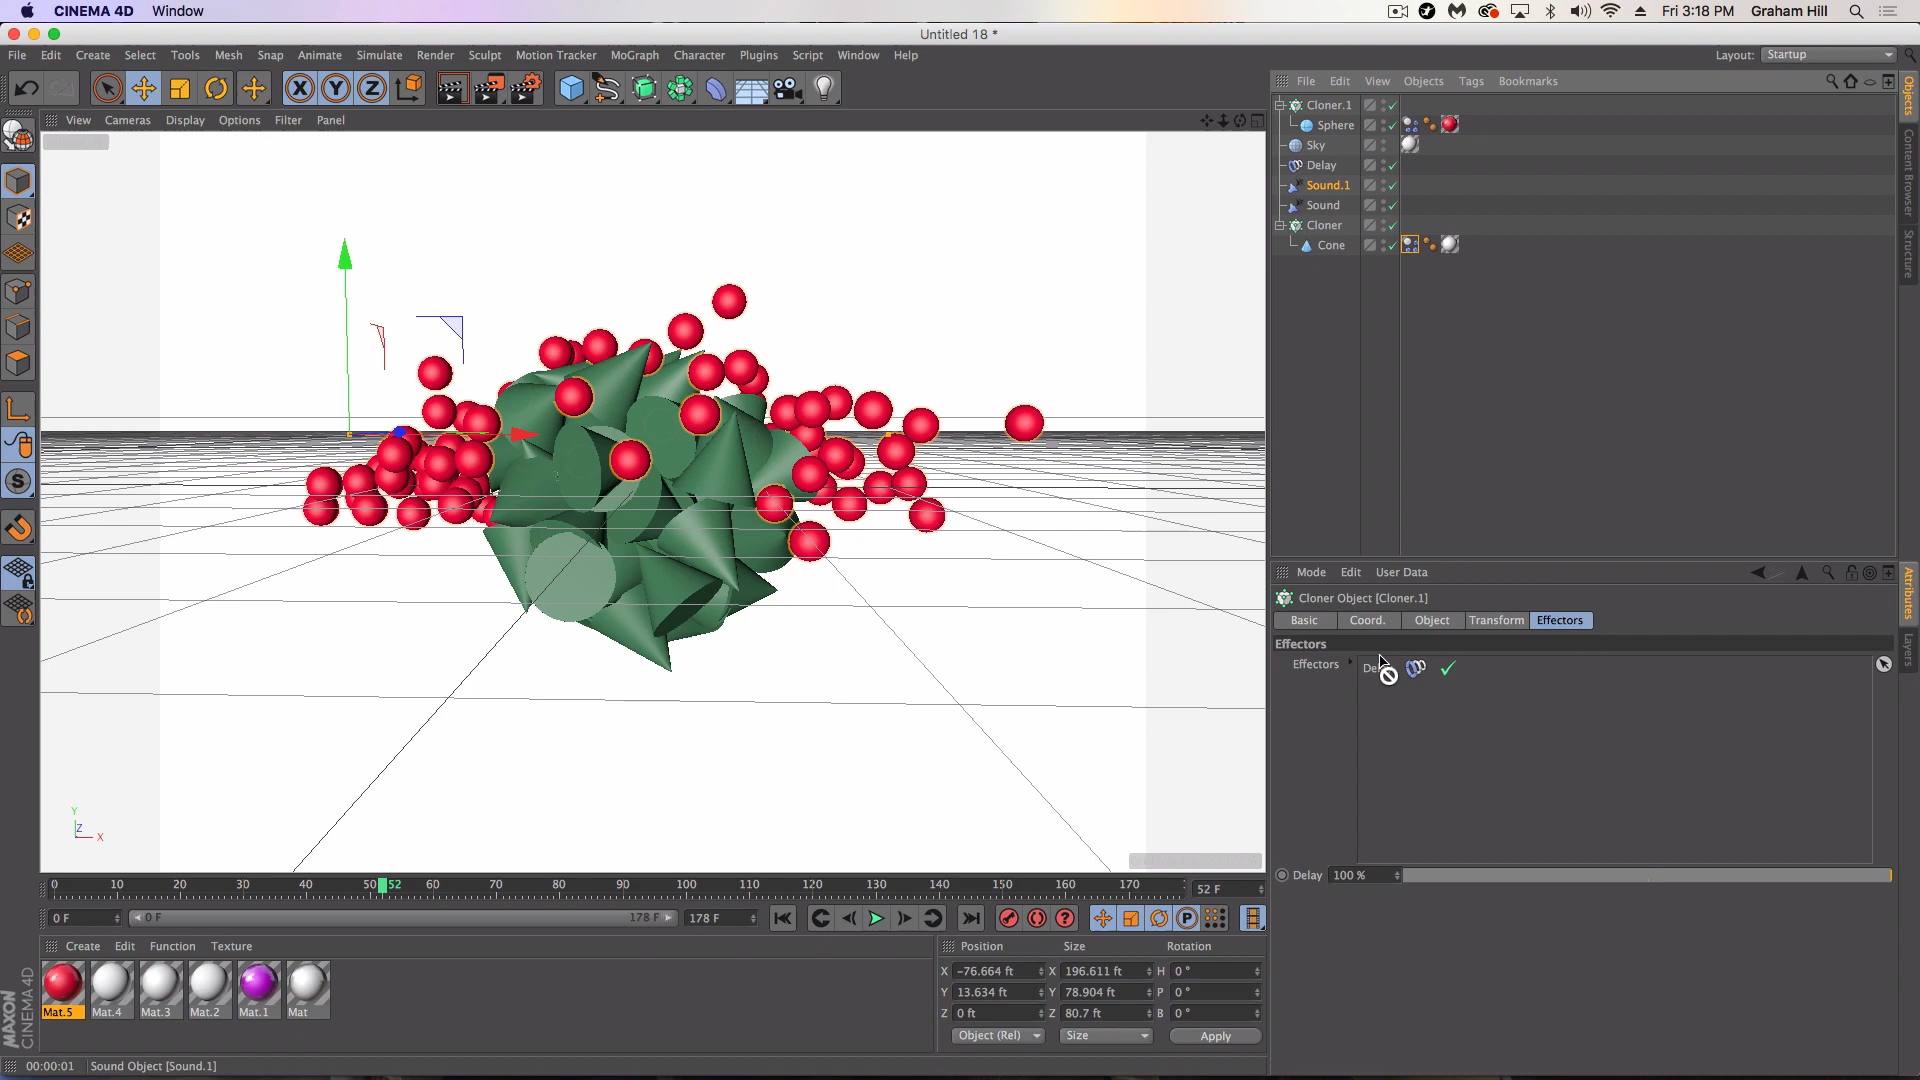 CINEMA 4D Window
Fri 3:18 PM Graham Hill
Untitled 18 *
File Edit Create Select Tools Mesh Snap Animate Simulate Render Sculpt Motion Tracker MoGraph Character Plugins Script Window Help
Layout: Startup
X Y Z
File Edit View Objects Tags Bookmarks
View Cameras Display Options Filter Panel
Cloner.1
Sphere
Sky
Delay
Sound.1
Sound
Cloner
Cone
Objects
Content Browser
Structure
Mode Edit User Data
Cloner Object [Cloner.1]
Basic Coord. Object Transform Effectors
Effectors
Effectors
Delay 100 %
Attributes
Layers
S
Y
Z
X
0 10 20 30 40 50 52 60 70 80 90 100 110 120 130 140 150 160 170
52 F
0 F 0 F 178 F 178 F
P
Create Edit Function Texture
Mat.5 Mat.4 Mat.3 Mat.2 Mat.1 Mat
Position Size Rotation
X -76.664 ft X 196.611 ft H 0 °
Y 13.634 ft Y 78.904 ft P 0 °
Z 0 ft Z 80.7 ft B 0 °
Object (Rel) Size Apply
MAXON
CINEMA 4D
00:00:01 Sound Object [Sound.1]